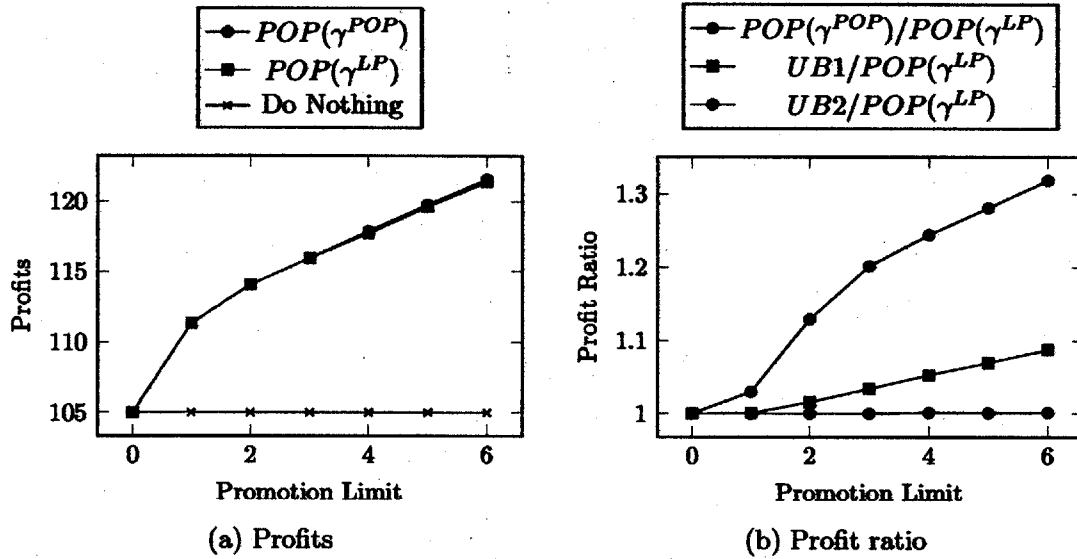 POP(γ^POP)
POP(γ^LP)
Do Nothing
120
115
110
105
Profits
0 2 4 6
Promotion Limit
(a) Profits
POP(γ^POP)/POP(γ^LP)
UB1/POP(γ^LP)
UB2/POP(γ^LP)
1.3
1.2
1.1
1
Profit Ratio
0 2 4 6
Promotion Limit
(b) Profit ratio